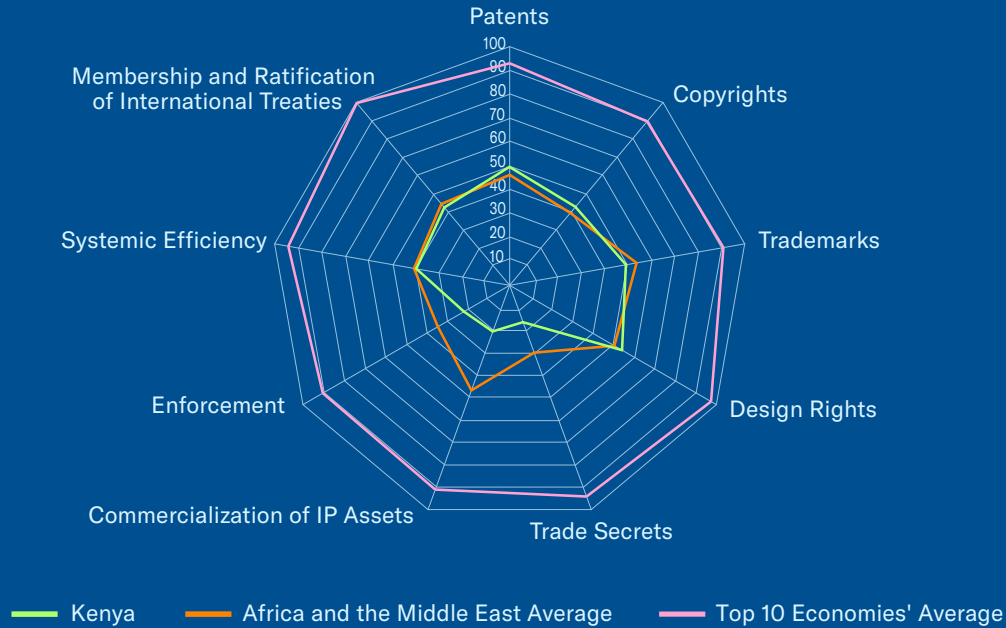 Patents
100
90
80
70
60
50
40
30
20
10
Membership and Ratification
of International Treaties
Copyrights
Systemic Efficiency
Trademarks
Enforcement
Design Rights
Commercialization of IP Assets
Trade Secrets
Kenya
Africa and the Middle East Average
Top 10 Economies' Average